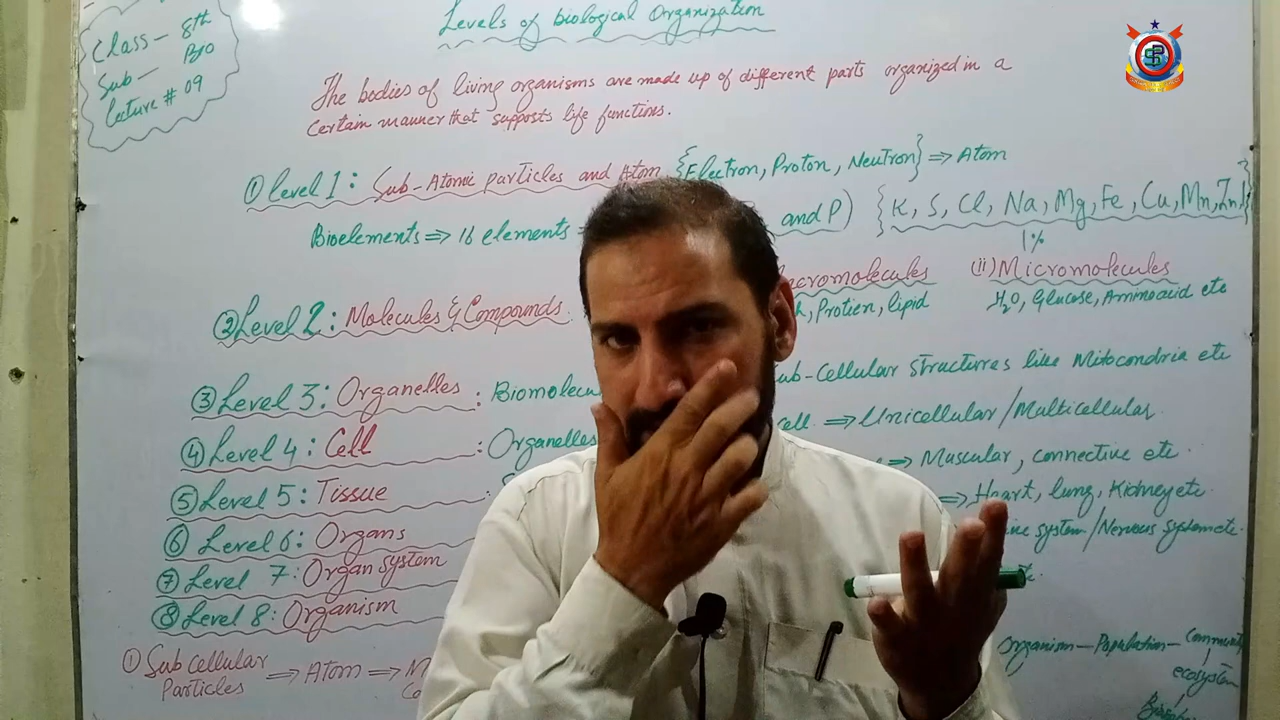 Class - 8th
Sub - Bio
Lecture # 09
Levels of biological Organization
The bodies of living organisms are made up of different parts organized in a
certain manner that supports life functions.
① Level 1: Sub-Atomic particles and Atom {Electron, Proton, Neutron} ⇒ Atom
Bioelements ⇒ 16 elements and P) {K, S, Cl, Na, Mg, Fe, Cu, Mn, Zn}
1%
② Level 2: Molecules & Compounds. (ii) Micromolecules
Protien, lipid H₂O, Glucose, Aminoacid etc
③ Level 3: Organelles : Cellular structures like Mitocondria etc
④ Level 4: Cell : Organelles cell ⇒ Unicellular/Multicellular
⑤ Level 5: Tissue : ⇒ Muscular, connective etc.
⑥ Level 6: Organs ⇒ Heart, lung, Kidney etc.
⑦ Level 7: Organ system system/Nervous system etc.
⑧ Level 8: Organism
① Sub cellular Particles ⇒ Atom →
Organism - Population - Community
ecosystem